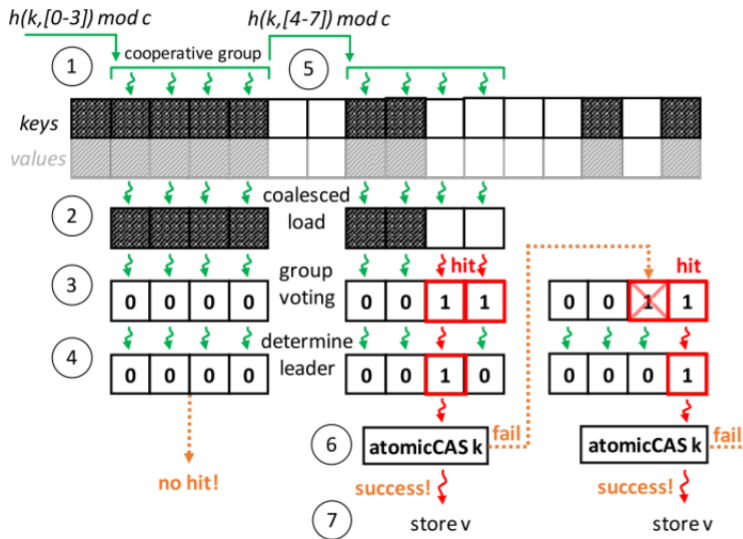 h(k,[0-3]) mod c
h(k,[4-7]) mod c
1
cooperative group
5
keys
values
2
coalesced
load
3
group
voting
hit
hit
0 0 0 0
0 0 1 1
0 0 1 1
4
determine
leader
0 0 0 0
0 0 1 0
0 0 0 1
6
atomicCAS k
fail
atomicCAS k
fail
no hit!
success!
success!
7
store v
store v